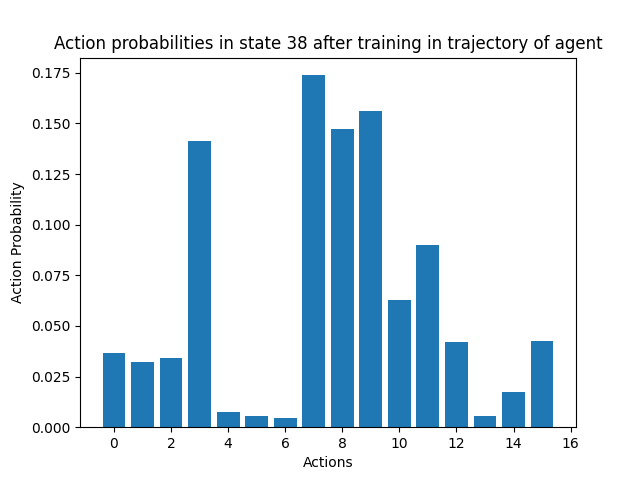 Action probabilities in state 38 after training in trajectory of agent
0.175
0.150
0.125
0.100
0.075
0.050
0.025
0.000
Action Probability
0 2 4 6 8 10 12 14 16
Actions